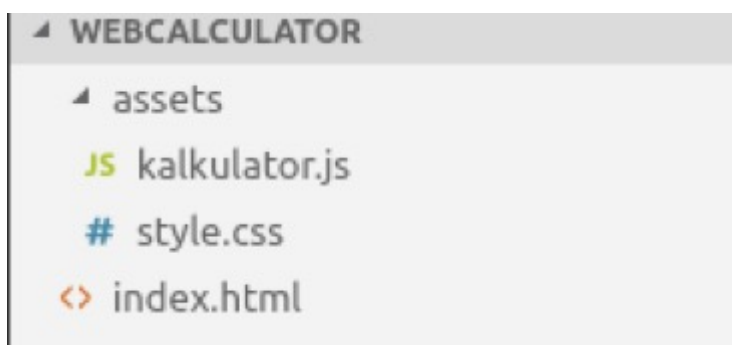 WEBCALCULATOR
assets
JS kalkulator.js
# style.css
<> index.html